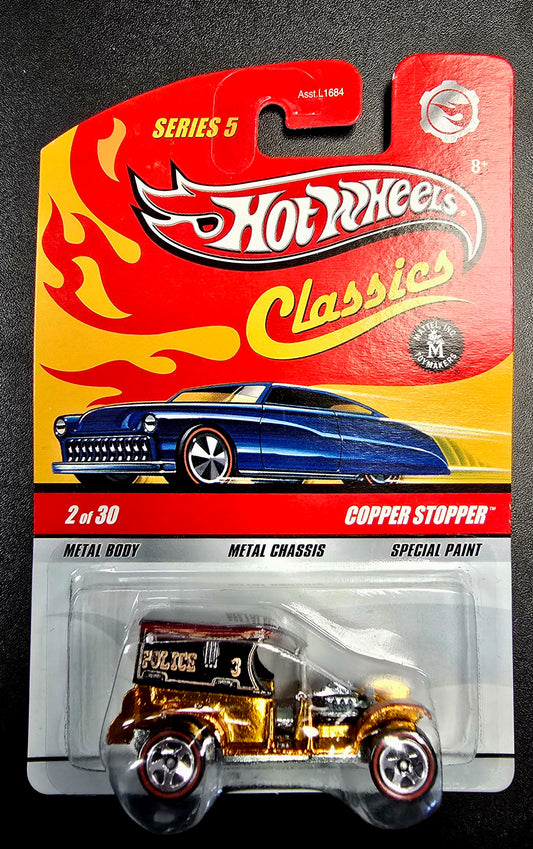 Asst.L1684
SERIES 5
8+
HOT WHEELS®
Classics
MATTEL, INC.
M
TOYMAKERS
2 of 30
COPPER STOPPER™
METAL BODY METAL CHASSIS SPECIAL PAINT
POLICE 3